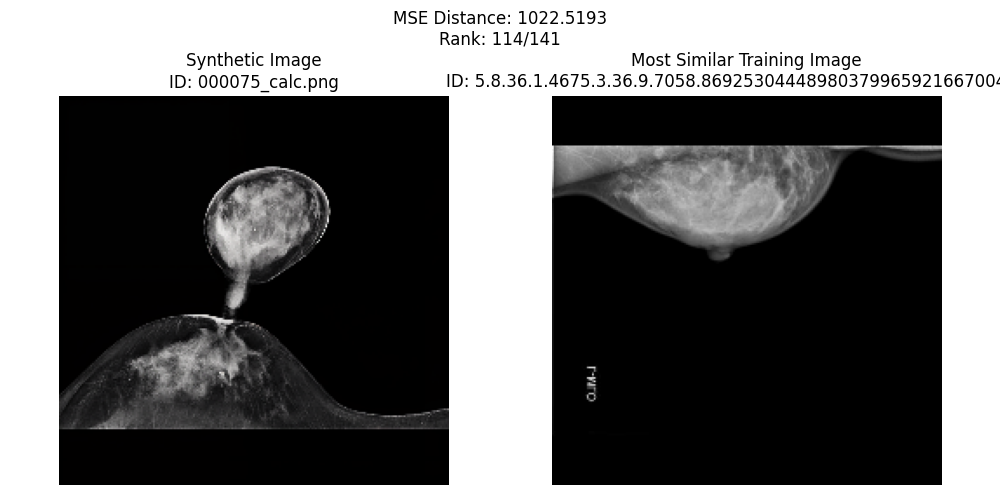 MSE Distance: 1022.5193
Rank: 114/141
Synthetic Image
ID: 000075_calc.png
Most Similar Training Image
ID: 5.8.36.1.4675.3.36.9.7058.86925304448980379965921667004